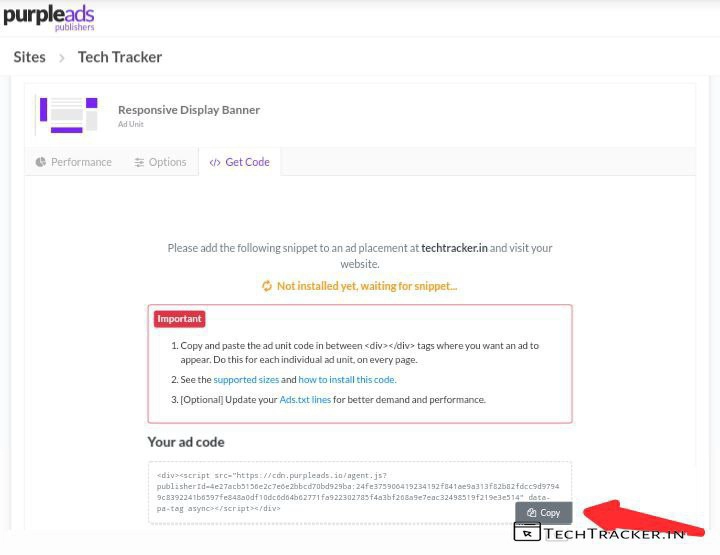 purpleads
publishers
Sites > Tech Tracker
Responsive Display Banner
Ad Unit
Performance Options </> Get Code
Please add the following snippet to an ad placement at techtracker.in and visit your
website.
Not installed yet, waiting for snippet...
Important
1. Copy and paste the ad unit code in between <div></div> tags where you want an ad to
appear. Do this for each individual ad unit, on every page.
2. See the supported sizes and how to install this code.
3. [Optional] Update your Ads.txt lines for better demand and performance.
Your ad code
<div><script src="https://cdn.purpleads.io/agent.js?
publisherId=4e27acb5156e2c7e6e2bbcd70bd929ba:24fe375906419234192f841ae9a313f82b82fdcc9d9794
9c8392241b6597fe848a0df10dc6d64b62771fa922302785f4a3bf268a9e7eac32498519f219e3e514" data-
pa-tag async></script></div>
Copy
TECHTRACKER.IN